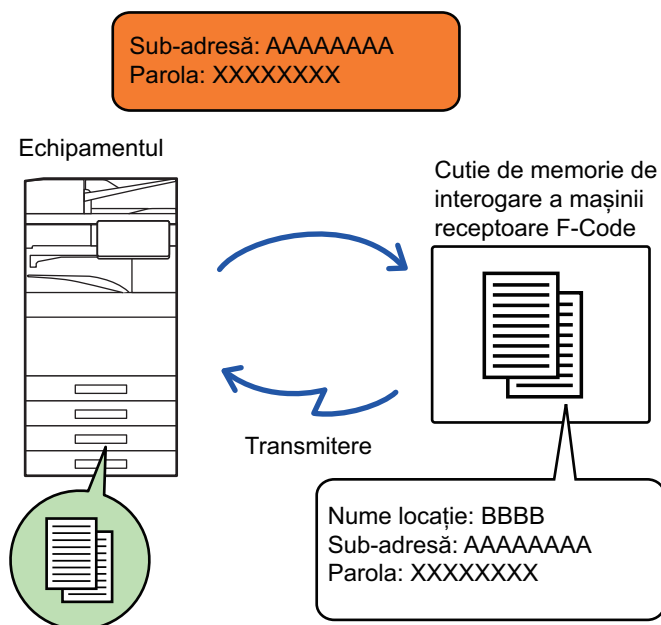 Sub-adresă: AAAAAAAA
Parola: XXXXXXXX
Echipamentul
Cutie de memorie de
interogare a mașinii
receptoare F-Code
Transmitere
Nume locație: BBBB
Sub-adresă: AAAAAAAA
Parola: XXXXXXXX